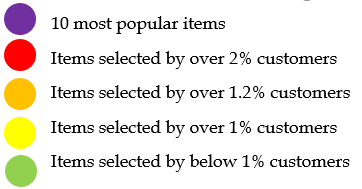 10 most popular items
Items selected by over 2% customers
Items selected by over 1.2% customers
Items selected by over 1% customers
Items selected by below 1% customers